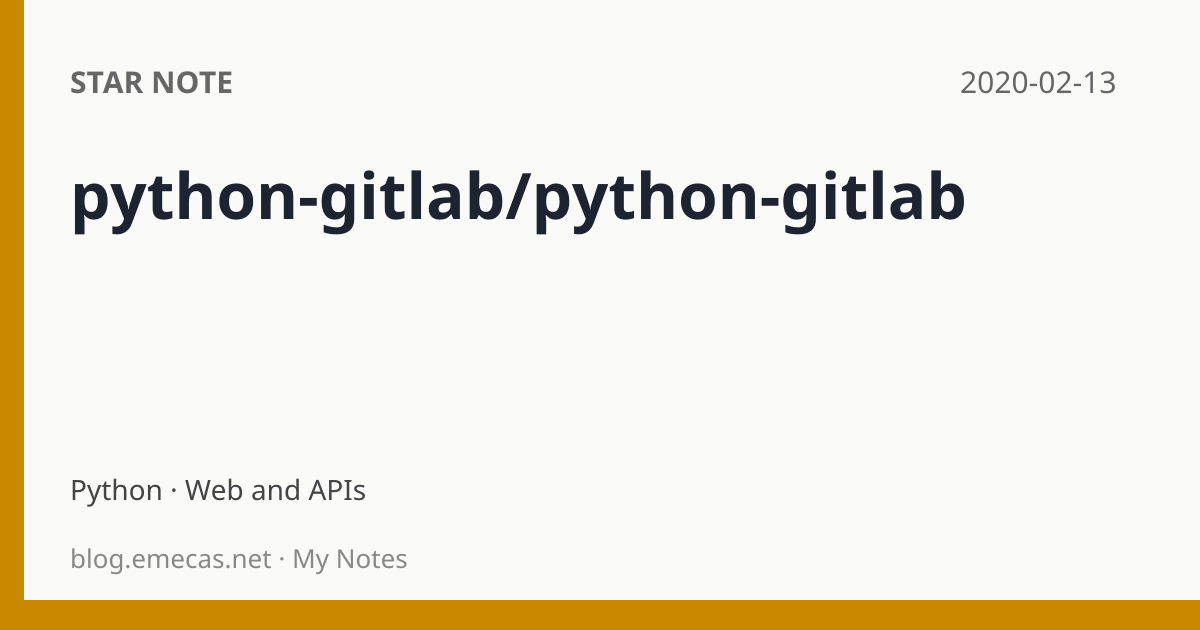 STAR NOTE
2020-02-13
python-gitlab/python-gitlab
Python · Web and APIs
blog.emecas.net · My Notes